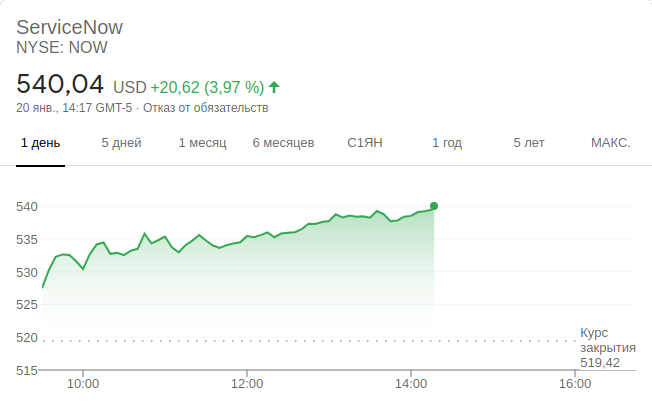 ServiceNow
NYSE: NOW
540,04 USD +20,62 (3,97 %)
20 янв., 14:17 GMT-5 · Отказ от обязательств
1 день 5 дней 1 месяц 6 месяцев С1ЯН 1 год 5 лет МАКС.
540
535
530
525
520
515
Курс
закрытия
519,42
10:00 12:00 14:00 16:00